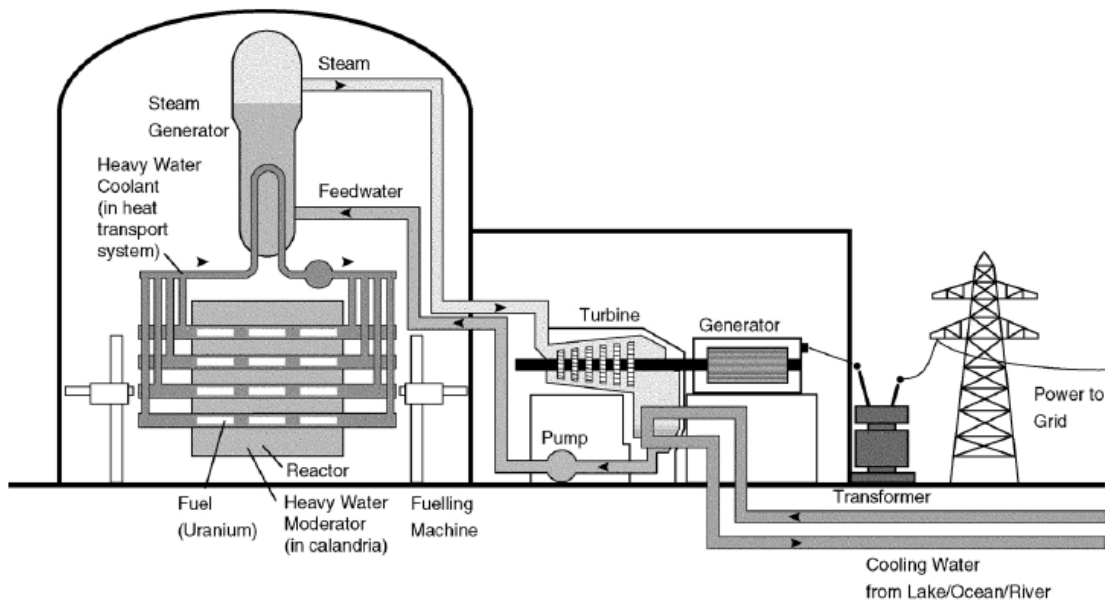 Steam
Steam
Generator
Heavy Water
Coolant
(in heat
transport
system)
Feedwater
Turbine
Generator
Power to
Grid
Pump
Reactor
Transformer
Fuel
(Uranium)
Heavy Water
Moderator
(in calandria)
Fuelling
Machine
Cooling Water
from Lake/Ocean/River